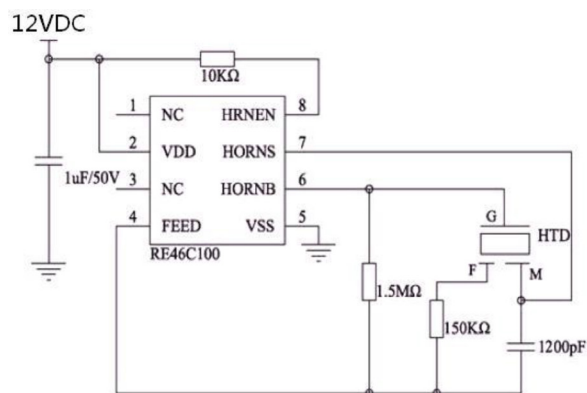 12VDC
10KΩ
1 NC HRNEN 8
2 VDD HORNS 7
1uF/50V
3 NC HORNB 6
4 FEED VSS 5
RE46C100
G
HTD
F M
1.5MΩ
150KΩ
1200pF